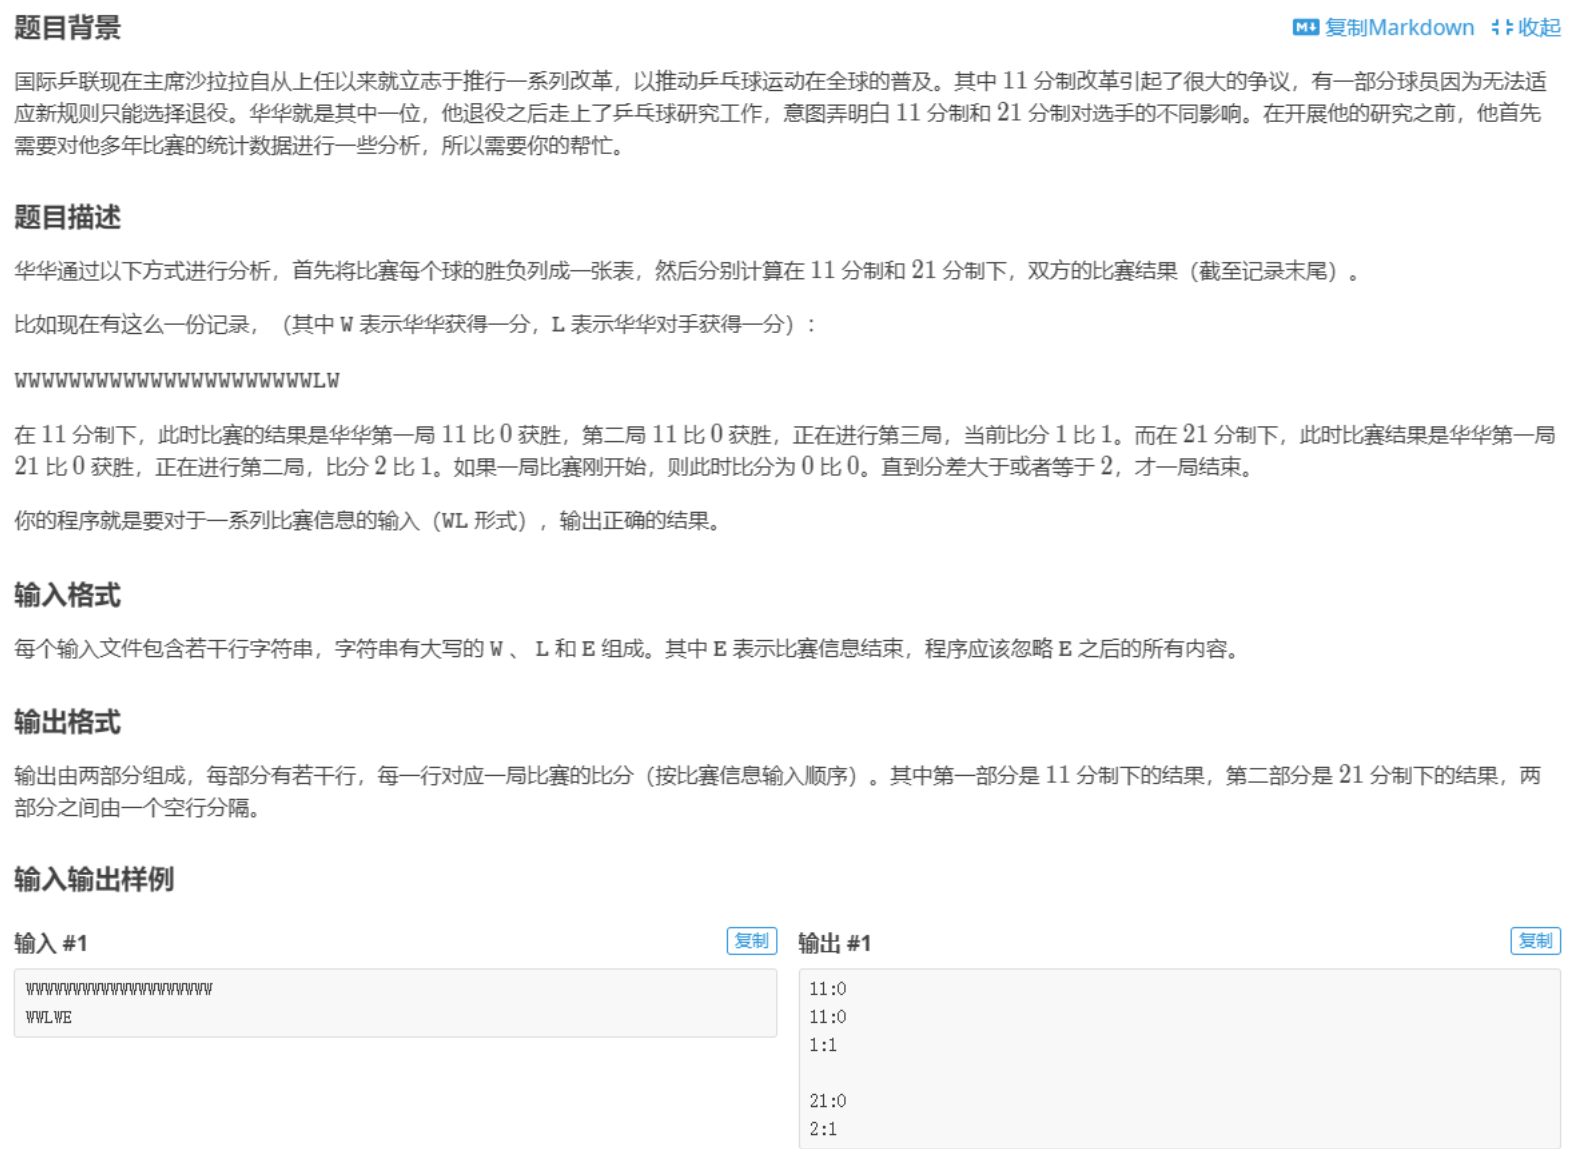 题目背景
复制Markdown 收起
国际乒联现在主席沙拉拉自从上任以来就立志于推行一系列改革，以推动乒乓球运动在全球的普及。其中 11 分制改革引起了很大的争议，有一部分球员因为无法适
应新规则只能选择退役。华华就是其中一位，他退役之后走上了乒乓球研究工作，意图弄明白 11 分制和 21 分制对选手的不同影响。在开展他的研究之前，他首先
需要对他多年比赛的统计数据进行一些分析，所以需要你的帮忙。
题目描述
华华通过以下方式进行分析，首先将比赛每个球的胜负列成一张表，然后分别计算在 11 分制和 21 分制下，双方的比赛结果（截至记录末尾）。
比如现在有这么一份记录，（其中 W 表示华华获得一分，L 表示华华对手获得一分）：
WWWWWWWWWWWWWWWWWWWWWWLW
在 11 分制下，此时比赛的结果是华华第一局 11 比 0 获胜，第二局 11 比 0 获胜，正在进行第三局，当前比分 1 比 1。而在 21 分制下，此时比赛结果是华华第一局
21 比 0 获胜，正在进行第二局，比分 2 比 1。如果一局比赛刚开始，则此时比分为 0 比 0。直到分差大于或者等于 2，才一局结束。
你的程序就是要对于一系列比赛信息的输入（WL 形式），输出正确的结果。
输入格式
每个输入文件包含若干行字符串，字符串有大写的 W 、 L 和 E 组成。其中 E 表示比赛信息结束，程序应该忽略 E 之后的所有内容。
输出格式
输出由两部分组成，每部分有若干行，每一行对应一局比赛的比分（按比赛信息输入顺序）。其中第一部分是 11 分制下的结果，第二部分是 21 分制下的结果，两
部分之间由一个空行分隔。
输入输出样例
输入 #1
复制
WWWWWWWWWWWWWWWWWWWW
WWLWE
输出 #1
复制
11:0
11:0
1:1
21:0
2:1